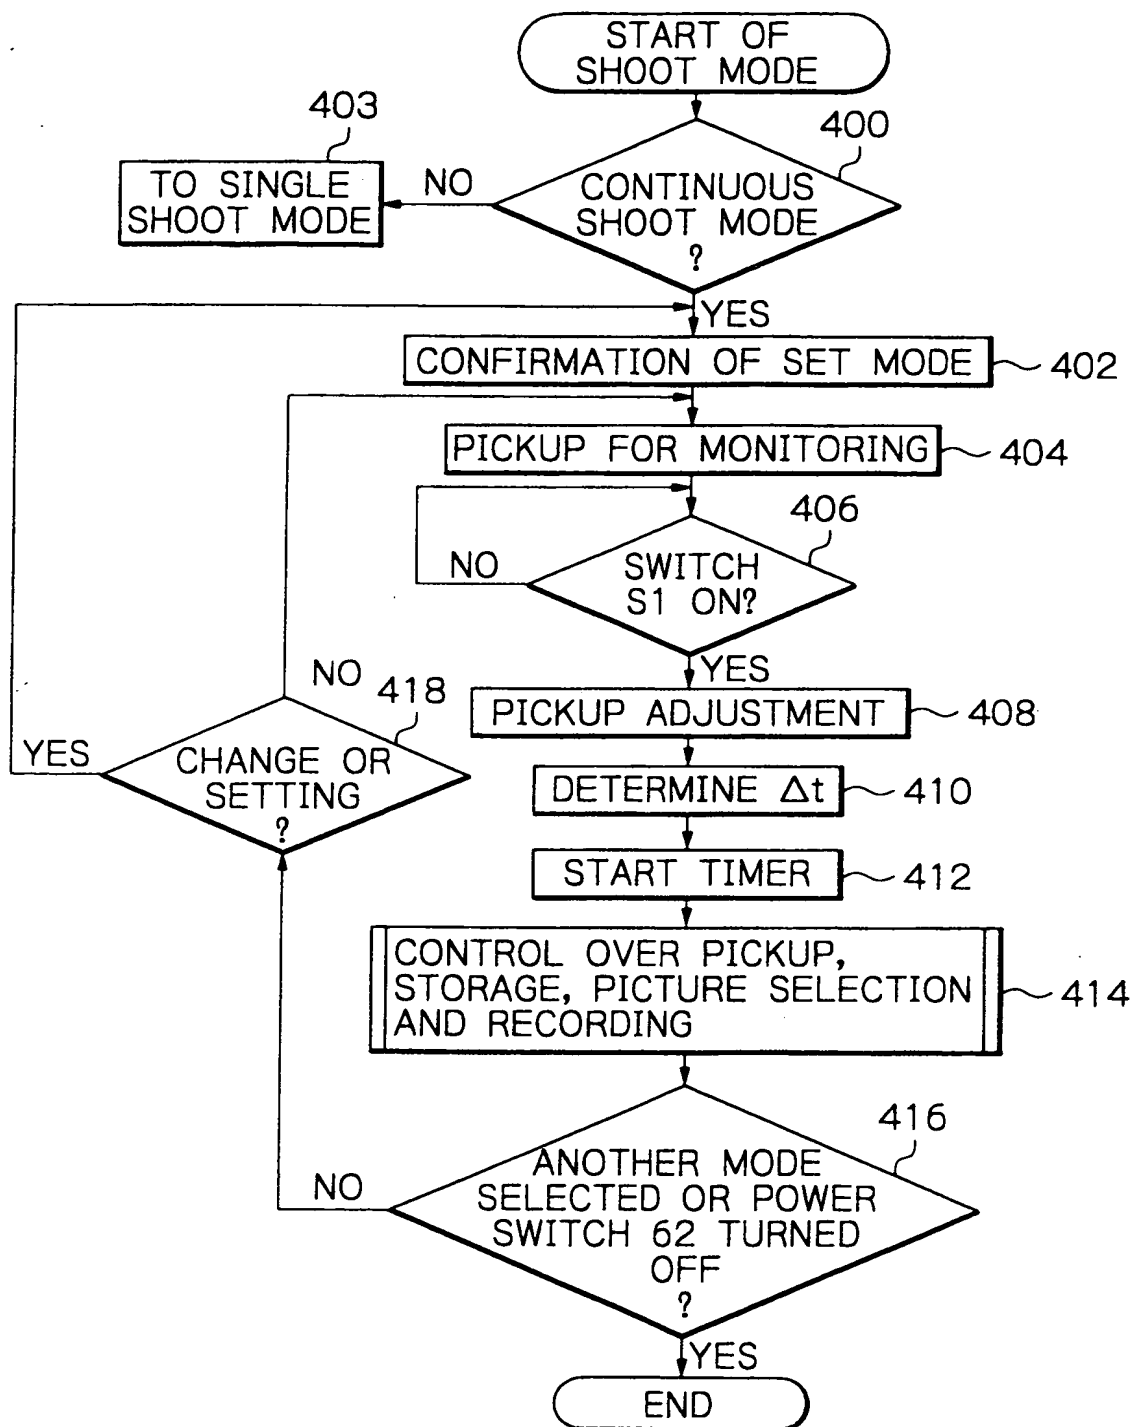 START OF
SHOOT MODE
403
400
TO SINGLE
SHOOT MODE
NO
CONTINUOUS
SHOOT MODE
?
YES
CONFIRMATION OF SET MODE
402
PICKUP FOR MONITORING
404
406
NO
SWITCH
S1 ON?
YES
NO
418
PICKUP ADJUSTMENT
408
YES
CHANGE OR
SETTING
?
DETERMINE Δt
410
START TIMER
412
CONTROL OVER PICKUP,
STORAGE, PICTURE SELECTION
AND RECORDING
414
416
NO
ANOTHER MODE
SELECTED OR POWER
SWITCH 62 TURNED
OFF
?
YES
END